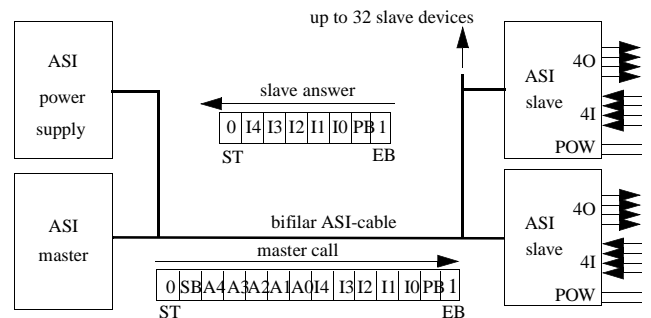 up to 32 slave devices
ASI
power
supply
slave answer
0 I4 I3 I2 I1 I0 PB 1
ST EB
ASI
slave
4O
4I
POW
ASI
master
bifilar ASI-cable
master call
0 SB A4 A3 A2 A1 A0 I4 I3 I2 I1 I0 PB 1
ST EB
ASI
slave
4O
4I
POW